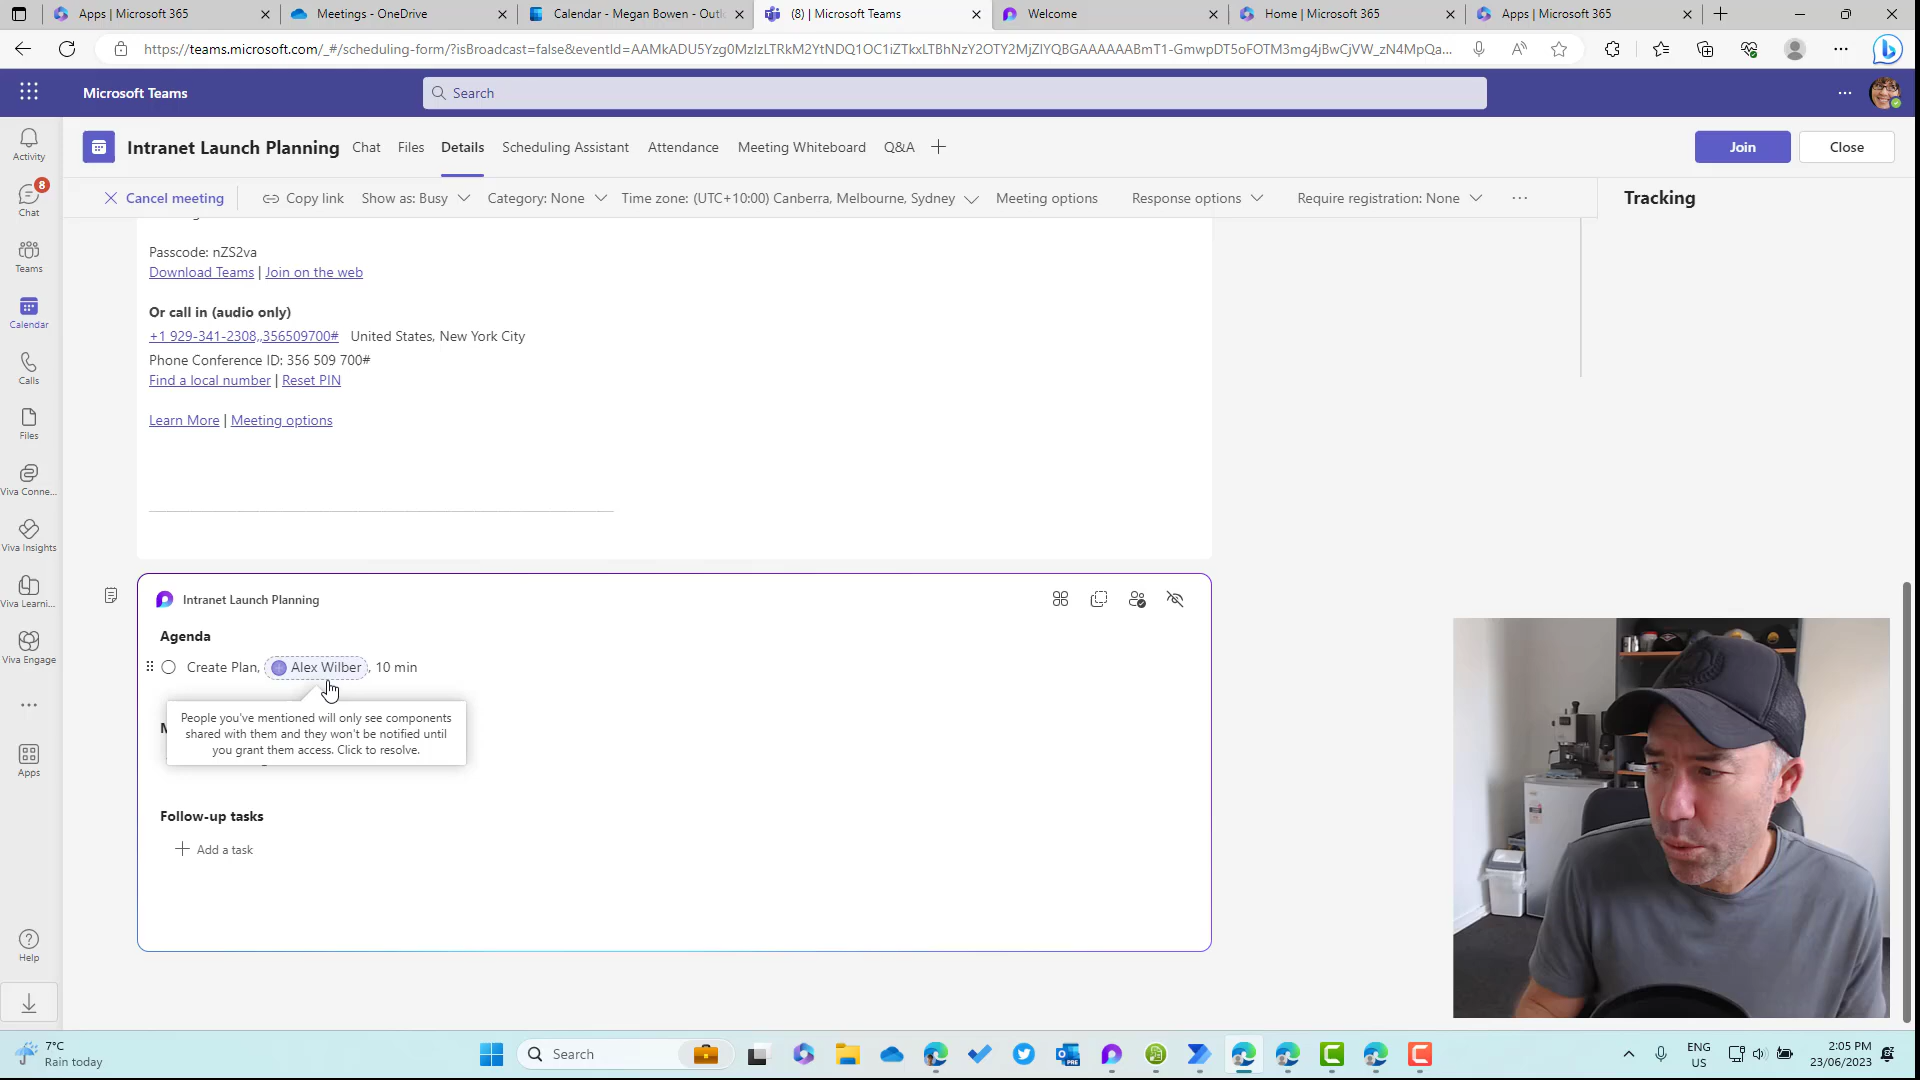 Apps | Microsoft 365
Meetings - OneDrive
Calendar - Megan Bowen - Outl
(8) | Microsoft Teams
Welcome
Home | Microsoft 365
Apps | Microsoft 365
https://teams.microsoft.com/_#/scheduling-form/?isBroadcast=false&eventId=AAMkADU5Yzg0MzIzLTRkM2YtNDQ1OC1iZTkxLTBhNzY2OTY2MjZlYQBGAAAAAABmT1-GmwpDT5oFOTM3mg4jBwCjVW_zN4MpQa...
Microsoft Teams
Search
Activity
8
Chat
Teams
Calendar
Calls
Files
Viva Conne...
Viva Insights
Viva Learni...
Viva Engage
Apps
Help
Intranet Launch Planning
Chat
Files
Details
Scheduling Assistant
Attendance
Meeting Whiteboard
Q&A
Join
Close
Cancel meeting
Copy link
Show as: Busy
Category: None
Time zone: (UTC+10:00) Canberra, Melbourne, Sydney
Meeting options
Response options
Require registration: None
Tracking
Passcode: nZS2va
Download Teams | Join on the web
Or call in (audio only)
+1 929-341-2308,,356509700# United States, New York City
Phone Conference ID: 356 509 700#
Find a local number | Reset PIN
Learn More | Meeting options
Intranet Launch Planning
Agenda
Create Plan, Alex Wilber, 10 min
People you've mentioned will only see components
shared with them and they won't be notified until
you grant them access. Click to resolve.
Follow-up tasks
Add a task
7°C
Rain today
Search
ENG
US
2:05 PM
23/06/2023